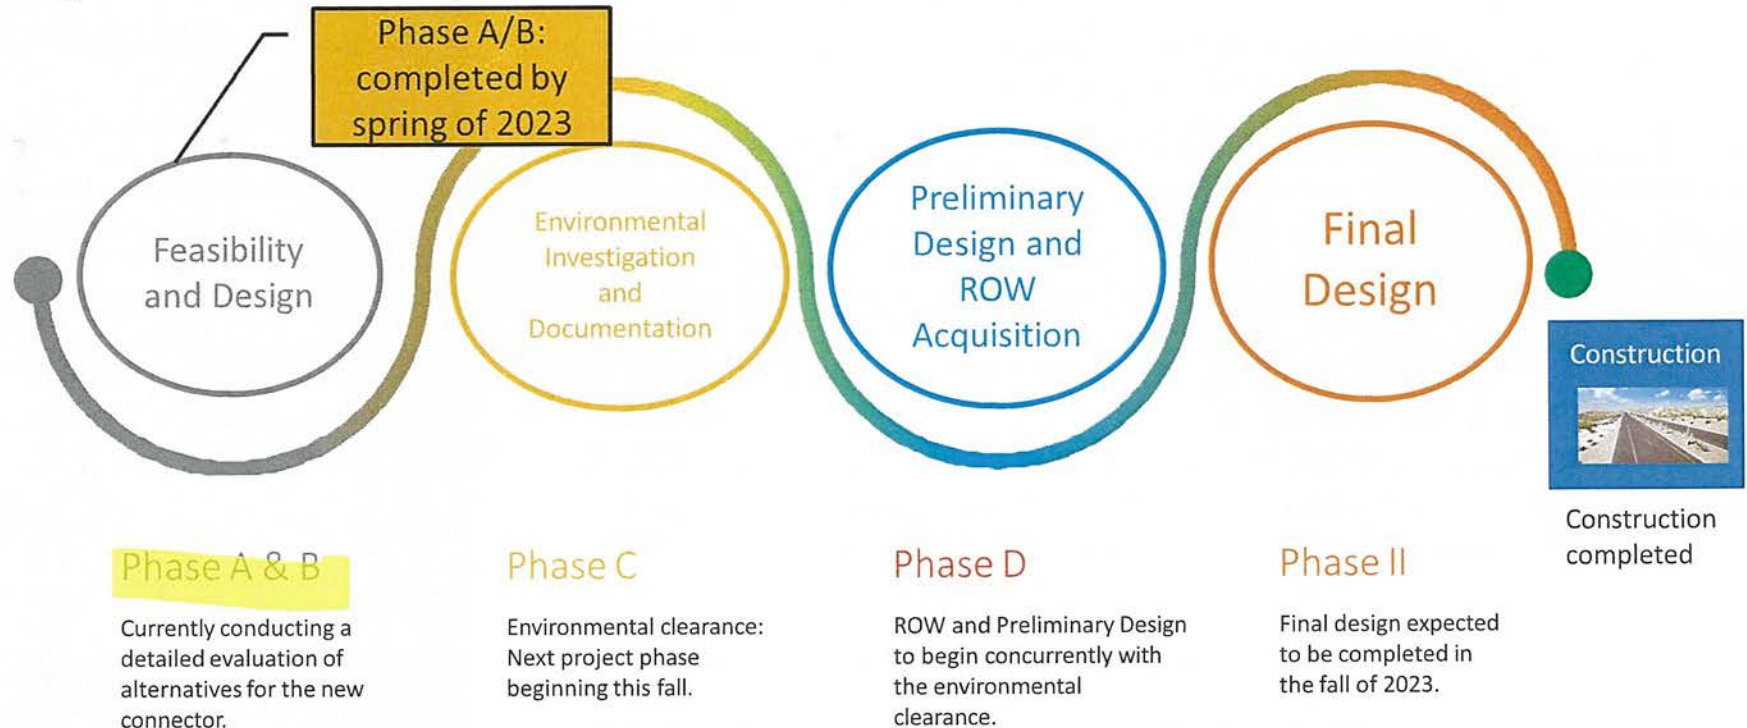 Phase A/B:
completed by
spring of 2023
Feasibility
and Design
Environmental
Investigation
and
Documentation
Preliminary
Design and
ROW
Acquisition
Final
Design
Construction
Construction
completed
Phase A & B
Currently conducting a
detailed evaluation of
alternatives for the new
connector.
Phase C
Environmental clearance:
Next project phase
beginning this fall.
Phase D
ROW and Preliminary Design
to begin concurrently with
the environmental
clearance.
Phase II
Final design expected
to be completed in
the fall of 2023.